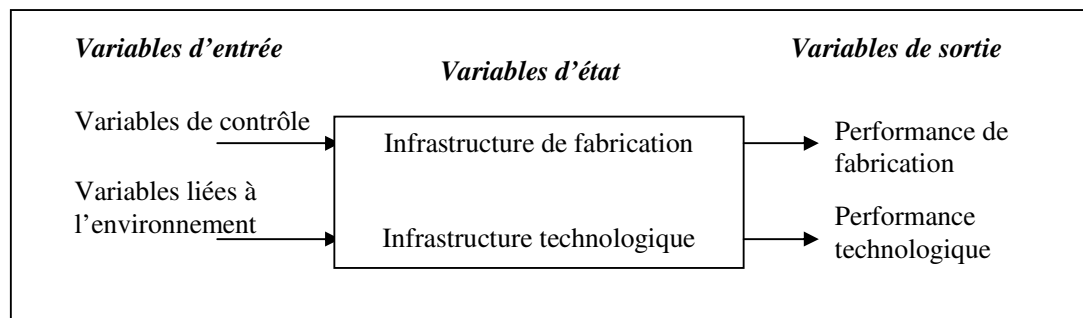 Variables d'entrée
Variables d'état
Variables de sortie
Variables de contrôle
Infrastructure de fabrication
Performance de
fabrication
Variables liées à
l'environnement
Infrastructure technologique
Performance
technologique